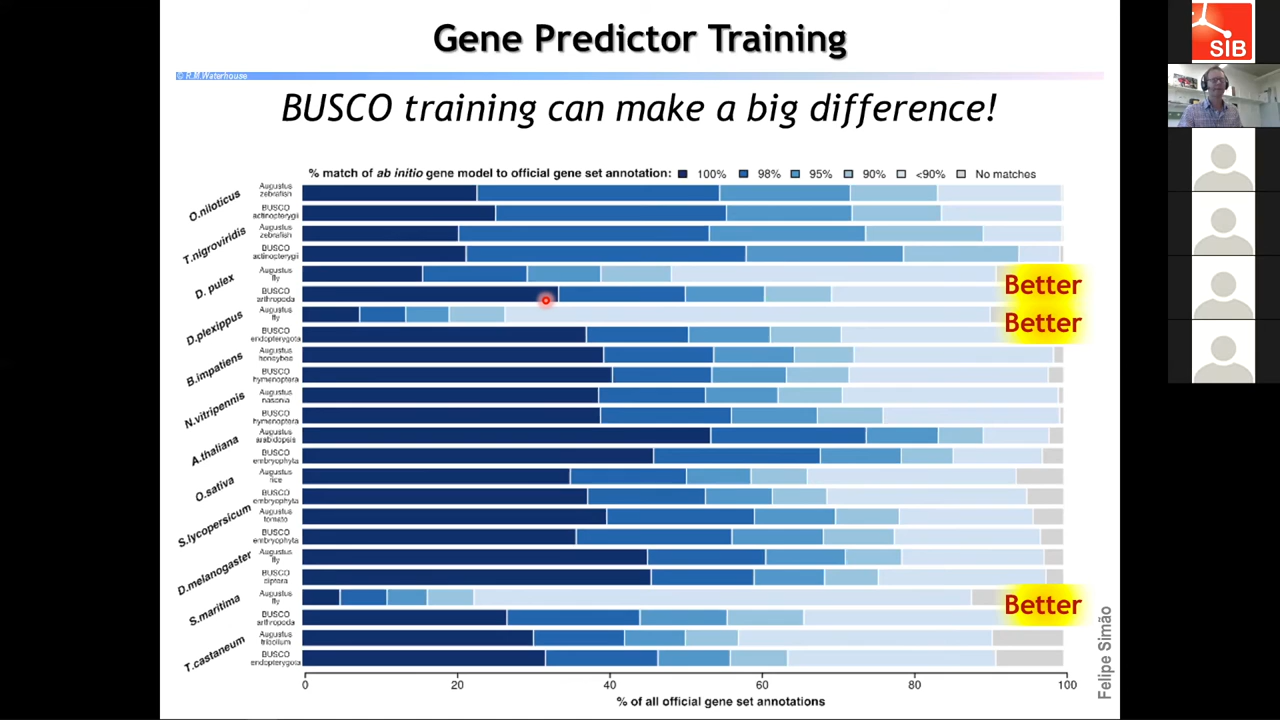 Gene Predictor Training
© R.M.Waterhouse
BUSCO training can make a big difference!
% match of ab initio gene model to official gene set annotation: 100% 98% 95% 90% <90% No matches
O.niloticus
Augustus
zebrafish
BUSCO
actinopterygii
T.nigroviridis
Augustus
zebrafish
BUSCO
actinopterygii
D. pulex
Augustus
fly
BUSCO
arthropoda
Better
D.plexippus
Augustus
fly
BUSCO
endopterygota
Better
B.impatiens
Augustus
honeybee
BUSCO
hymenoptera
N.vitripennis
Augustus
nasonia
BUSCO
hymenoptera
A.thaliana
Augustus
arabidopsis
BUSCO
embryophyta
O.sativa
Augustus
rice
BUSCO
embryophyta
S.lycopersicum
Augustus
tomato
BUSCO
embryophyta
D.melanogaster
Augustus
fly
BUSCO
diptera
S.maritima
Augustus
fly
BUSCO
arthropoda
Better
T.castaneum
Augustus
tribolium
BUSCO
endopterygota
0 20 40 60 80 100
% of all official gene set annotations
Felipe Simão
SIB